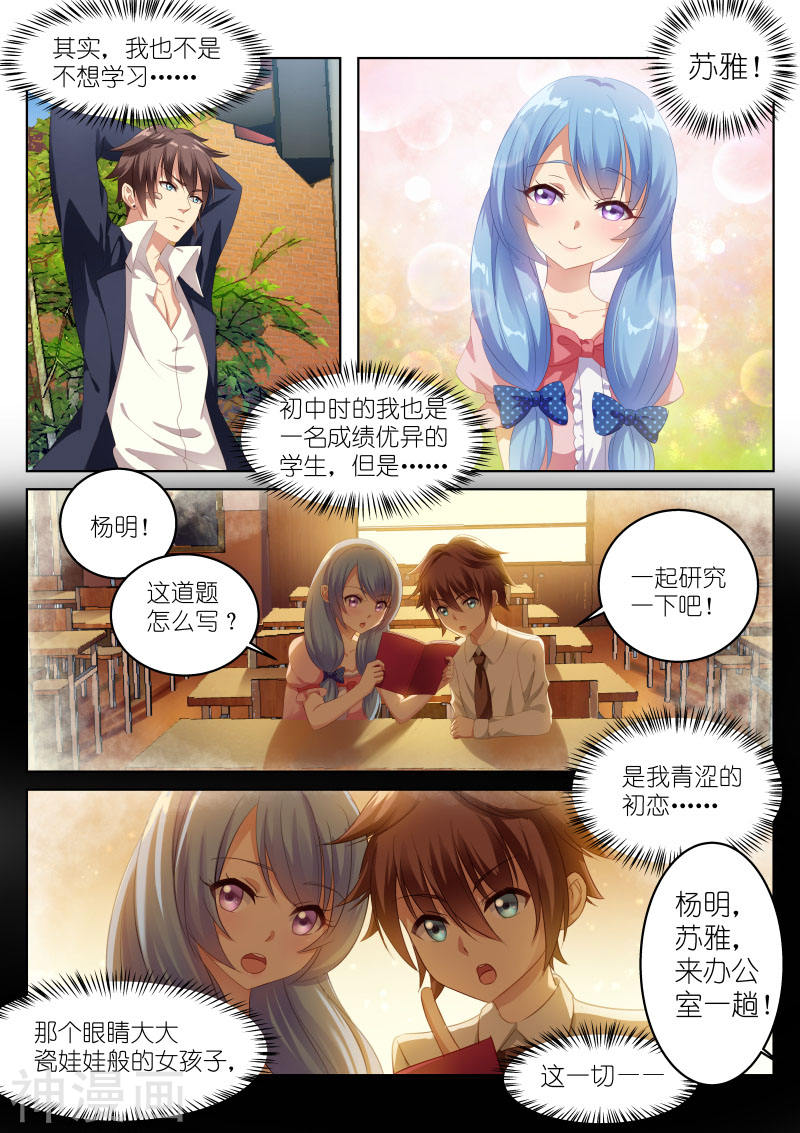 其实，我也不是
不想学习……
苏雅！
初中时的我也是
一名成绩优异的
学生，但是……
杨明！
这道题
怎么写？
一起研究
一下吧！
是我青涩的
初恋……
杨明，
苏雅，
来办公
室一趟！
那个眼睛大大
瓷娃娃般的女孩子，
这一切——
神漫画